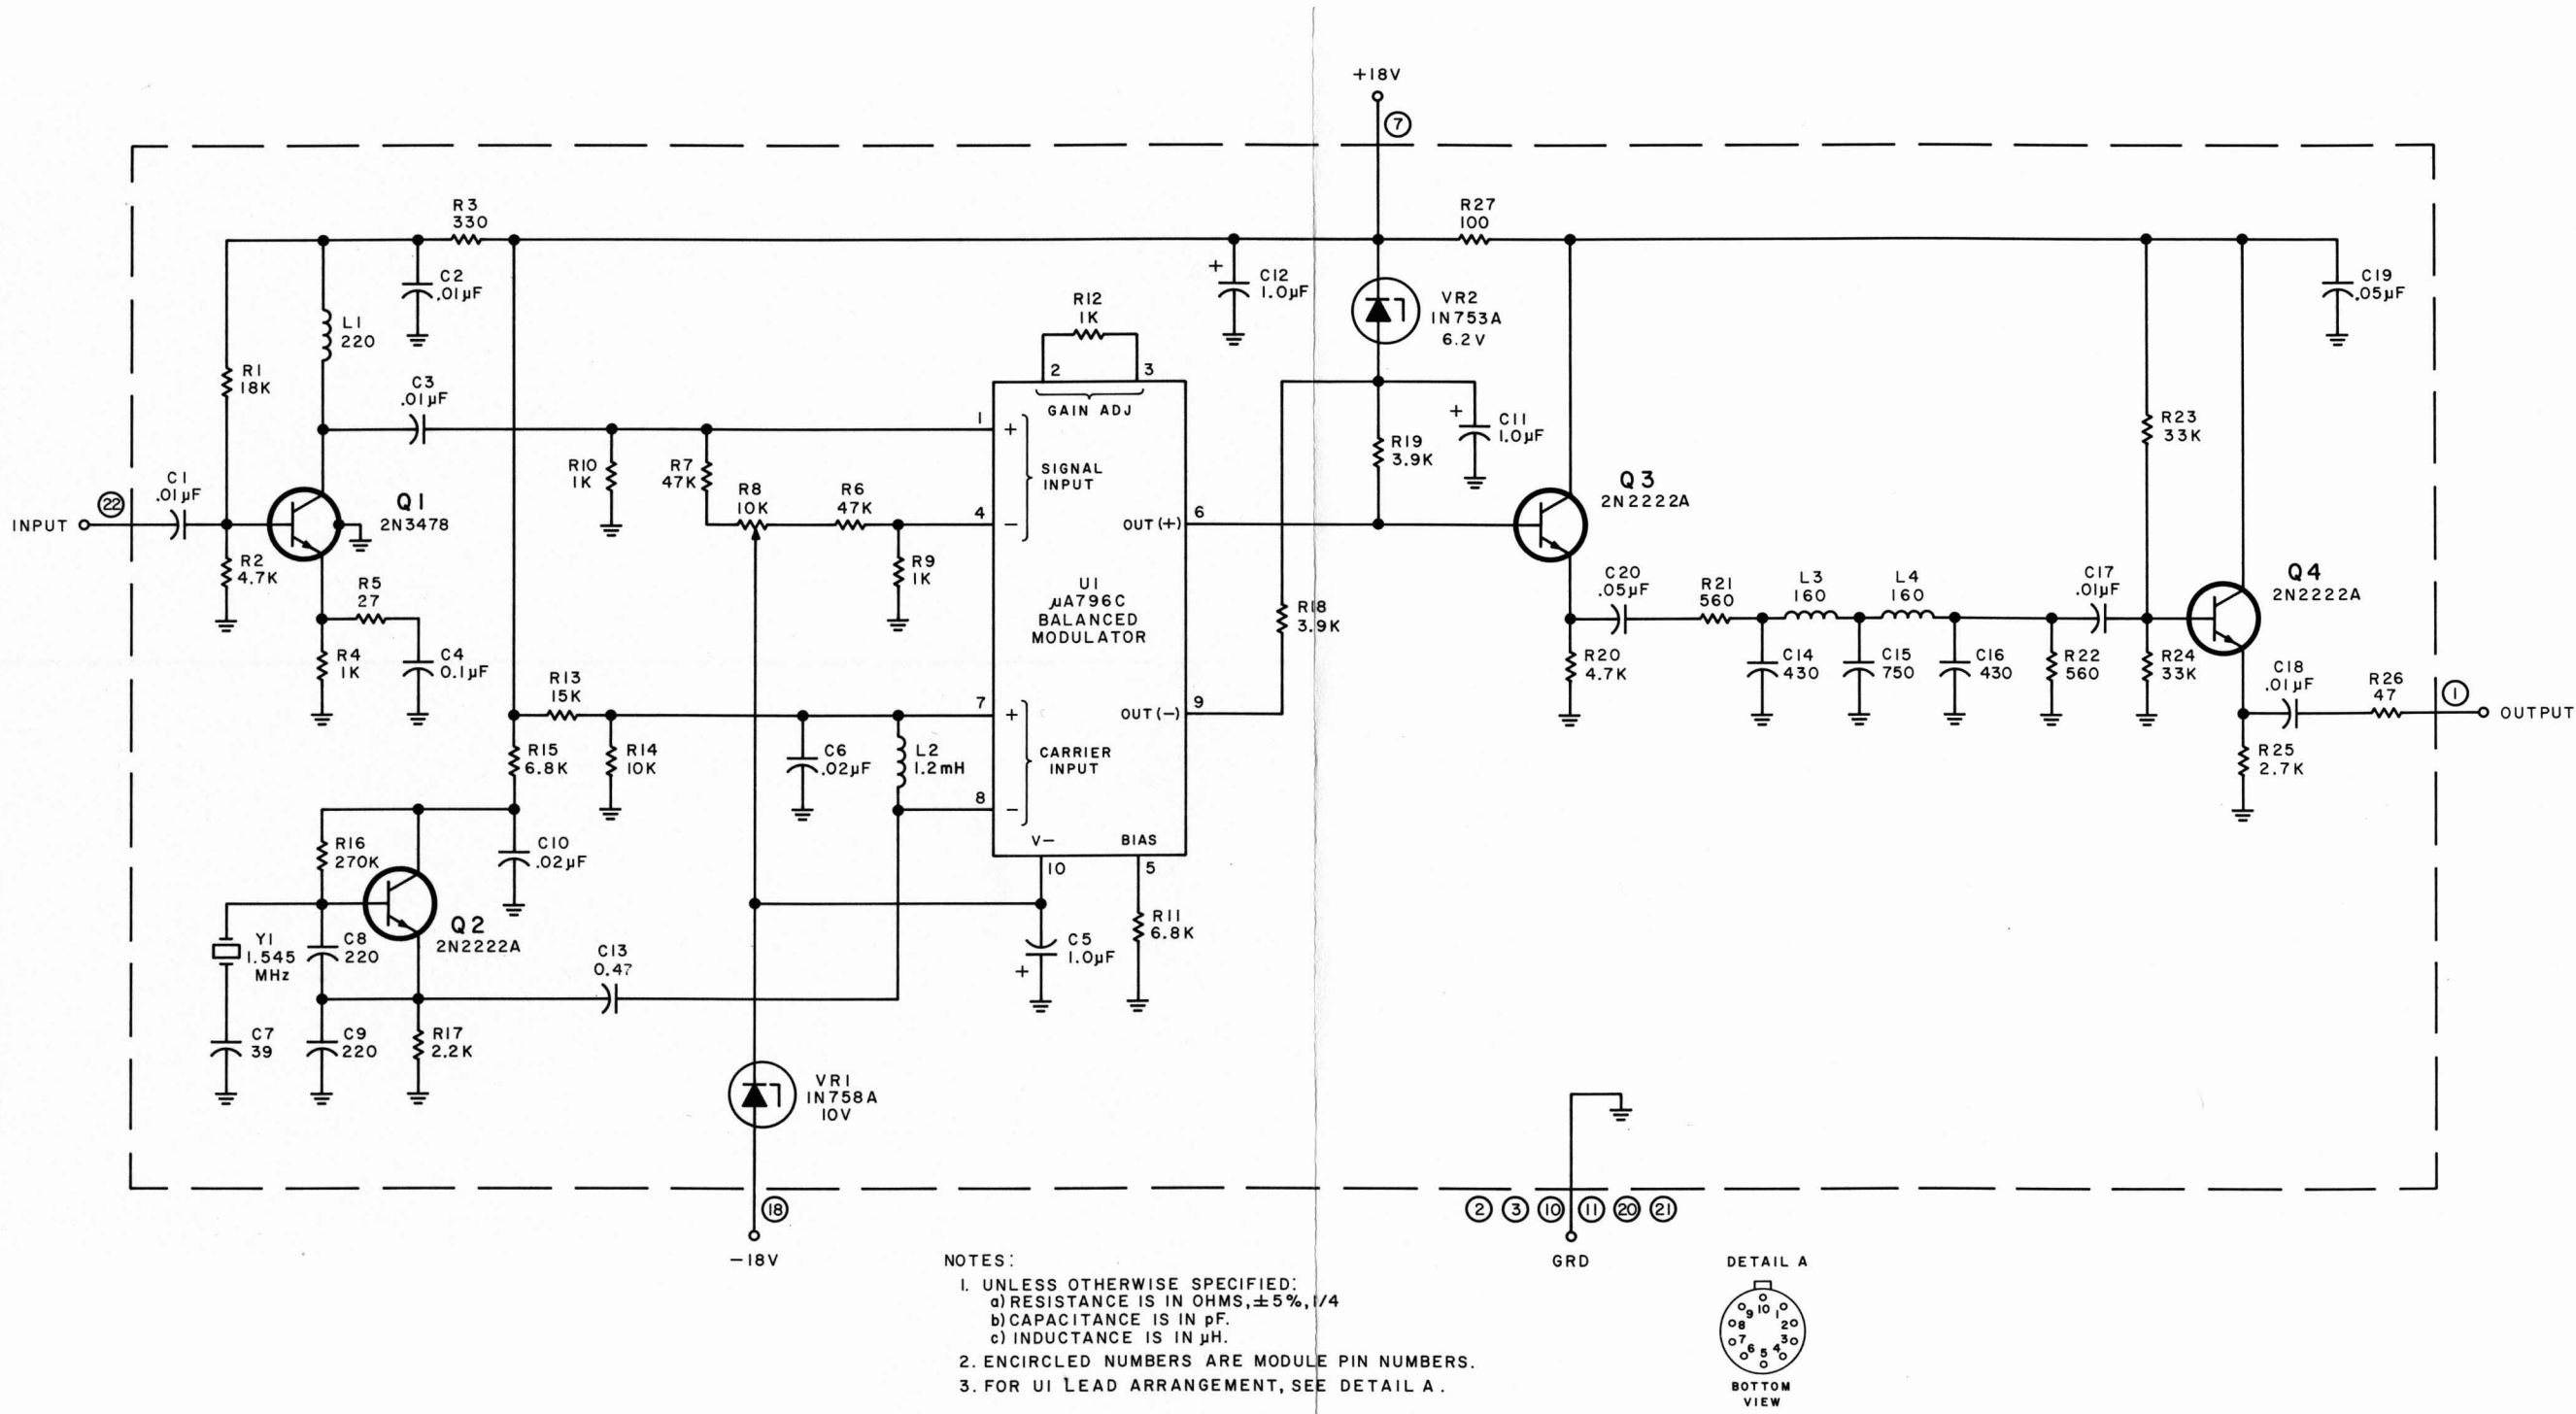 +18V
7
R3
330
R27
100
C2
.01µF
C12
1.0µF
+
VR2
1N753A
6.2V
C19
.05µF
L1
220
R12
1K
R1
18K
C3
.01µF
2
3
GAIN ADJ
1
+
SIGNAL
INPUT
+
C11
1.0µF
R19
3.9K
R23
33K
R10
1K
R7
47K
R8
10K
R6
47K
4
−
OUT (+)
6
Q3
2N2222A
C1
.01µF
22
INPUT
Q1
2N3478
R2
4.7K
R5
27
R9
1K
U1
µA796C
BALANCED
MODULATOR
R18
3.9K
C20
.05µF
R21
560
L3
160
L4
160
C17
.01µF
Q4
2N2222A
R4
1K
C4
0.1µF
R20
4.7K
C14
430
C15
750
C16
430
R22
560
R24
33K
C18
.01µF
R26
47
1
OUTPUT
R13
15K
7
+
OUT (−)
9
R15
6.8K
R14
10K
C6
.02µF
L2
1.2mH
CARRIER
INPUT
R25
2.7K
8
−
V−
BIAS
R16
270K
C10
.02µF
10
5
Q2
2N2222A
Y1
1.545
MHz
C8
220
C13
0.47
C5
1.0µF
+
R11
6.8K
C7
39
C9
220
R17
2.2K
VR1
1N758A
10V
18
−18V
2 3 10 11 20 21
GRD
NOTES:
1. UNLESS OTHERWISE SPECIFIED:
a) RESISTANCE IS IN OHMS, ±5%, 1/4
b) CAPACITANCE IS IN pF.
c) INDUCTANCE IS IN µH.
2. ENCIRCLED NUMBERS ARE MODULE PIN NUMBERS.
3. FOR U1 LEAD ARRANGEMENT, SEE DETAIL A.
DETAIL A
9 10 1
8 2
7 3
6 5 4
BOTTOM
VIEW